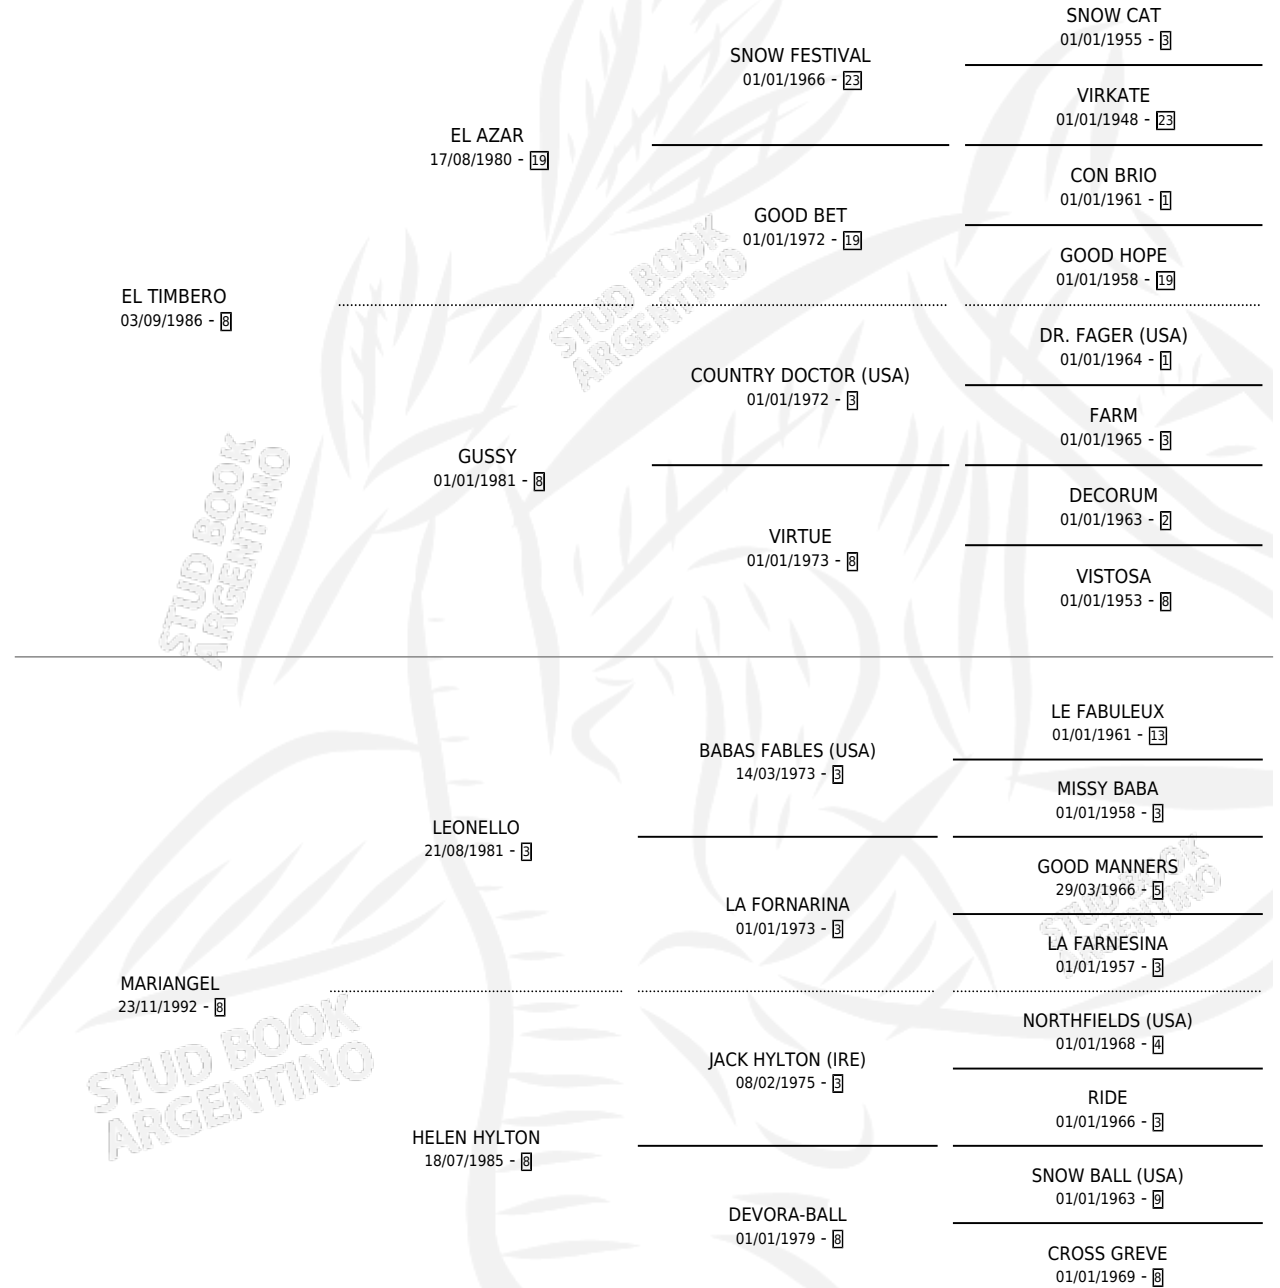 SNOW CAT
01/01/1955 - 3
SNOW FESTIVAL
01/01/1966 - 23
VIRKATE
01/01/1948 - 23
EL AZAR
17/08/1980 - 19
CON BRIO
01/01/1961 - 1
GOOD BET
01/01/1972 - 19
GOOD HOPE
01/01/1958 - 19
EL TIMBERO
03/09/1986 - 8
DR. FAGER (USA)
01/01/1964 - 1
COUNTRY DOCTOR (USA)
01/01/1972 - 3
FARM
01/01/1965 - 3
GUSSY
01/01/1981 - 8
DECORUM
01/01/1963 - 2
VIRTUE
01/01/1973 - 8
VISTOSA
01/01/1953 - 8
STUD BOOK
ARGENTINO
STUD BOOK
ARGENTINO
LE FABULEUX
01/01/1961 - 13
BABAS FABLES (USA)
14/03/1973 - 3
MISSY BABA
01/01/1958 - 3
LEONELLO
21/08/1981 - 3
GOOD MANNERS
29/03/1966 - 5
LA FORNARINA
01/01/1973 - 3
LA FARNESINA
01/01/1957 - 3
STUD BOOK
ARGENTINO
MARIANGEL
23/11/1992 - 8
NORTHFIELDS (USA)
01/01/1968 - 4
JACK HYLTON (IRE)
08/02/1975 - 3
RIDE
01/01/1966 - 3
STUD BOOK
ARGENTINO
HELEN HYLTON
18/07/1985 - 8
SNOW BALL (USA)
01/01/1963 - 9
DEVORA-BALL
01/01/1979 - 8
CROSS GREVE
01/01/1969 - 8